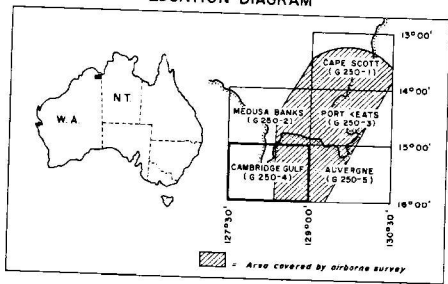 LOCATION DIAGRAM
13°00'
CAPE SCOTT
(G 250-1)
14°00'
N.T.
W.A.
MEDUSA BANKS
(G 250-2)
PORT KEATS
(G 250-3)
15°00'
CAMBRIDGE GULF
(G 250-4)
AUVERGNE
(G 250-5)
16°00'
127°30'
129°00'
130°30'
= Area covered by airborne survey